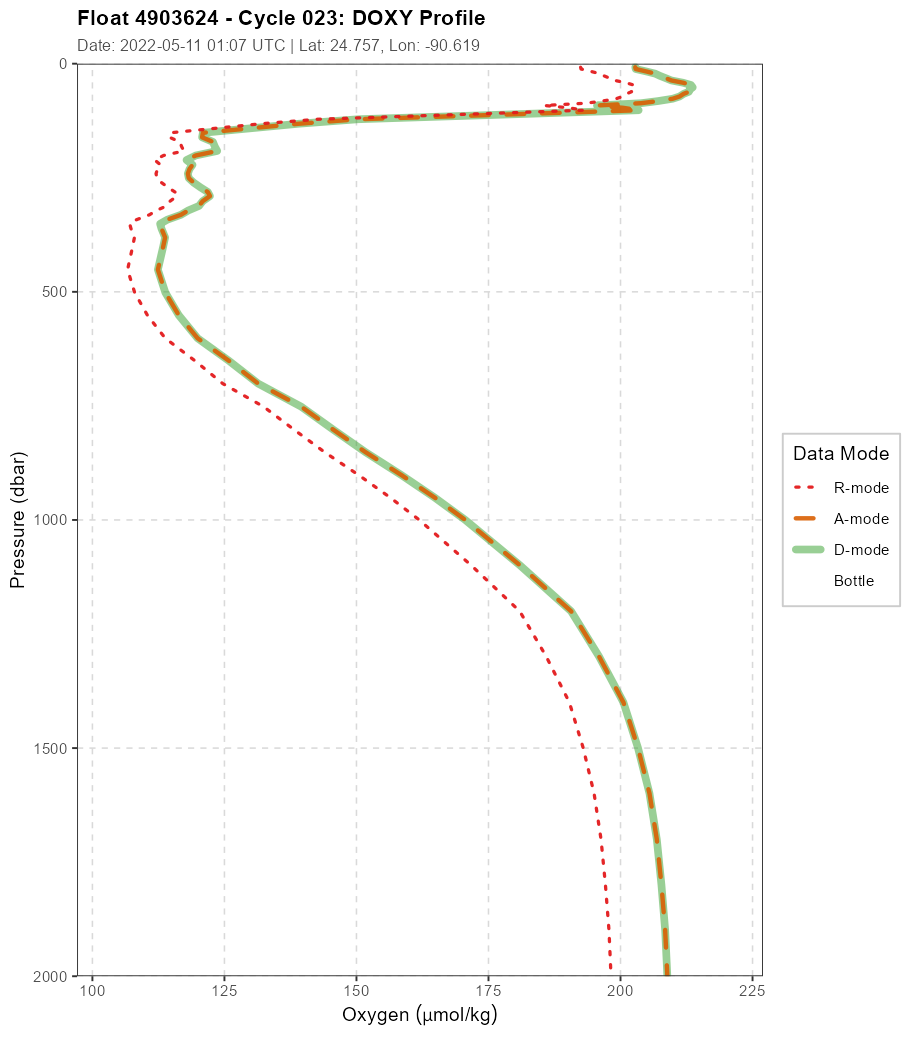 Float 4903624 - Cycle 023: DOXY Profile
Date: 2022-05-11 01:07 UTC | Lat: 24.757, Lon: -90.619
0
500
1000
1500
2000
Pressure (dbar)
100 125 150 175 200 225
Oxygen (μmol/kg)
Data Mode
R-mode
A-mode
D-mode
Bottle